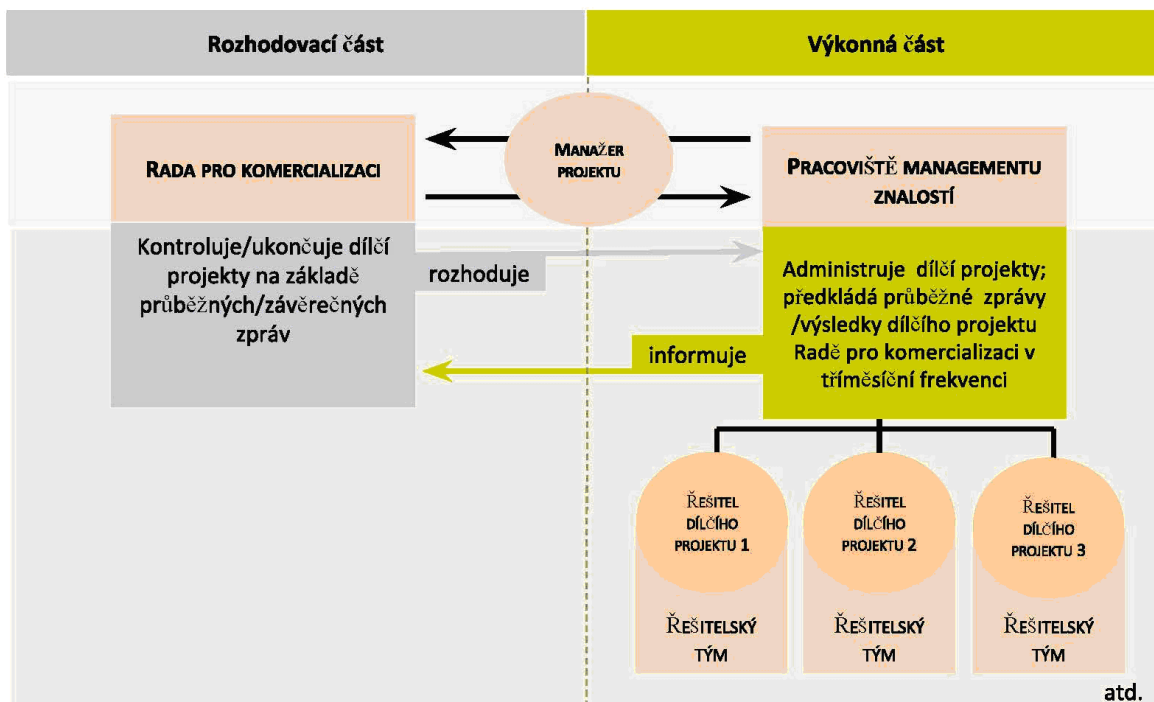 Rozhodovací část
Výkonná část
RADA PRO KOMERCIALIZACI
MANAŽER
PROJEKTU
PRACOVIŠTĚ MANAGEMENTU
ZNALOSTÍ
Kontroluje/ukončuje dílčí
projekty na základě
průběžných/závěrečných
zpráv
rozhoduje
informuje
Administruje dílčí projekty;
předkládá průběžné zprávy
/výsledky dílčího projektu
Radě pro komercializaci v
tříměsíční frekvenci
ŘEŠITEL
DÍLČÍHO
PROJEKTU 1
ŘEŠITELSKÝ
TÝM
ŘEŠITEL
DÍLČÍHO
PROJEKTU 2
ŘEŠITELSKÝ
TÝM
ŘEŠITEL
DÍLČÍHO
PROJEKTU 3
ŘEŠITELSKÝ
TÝM
atd.